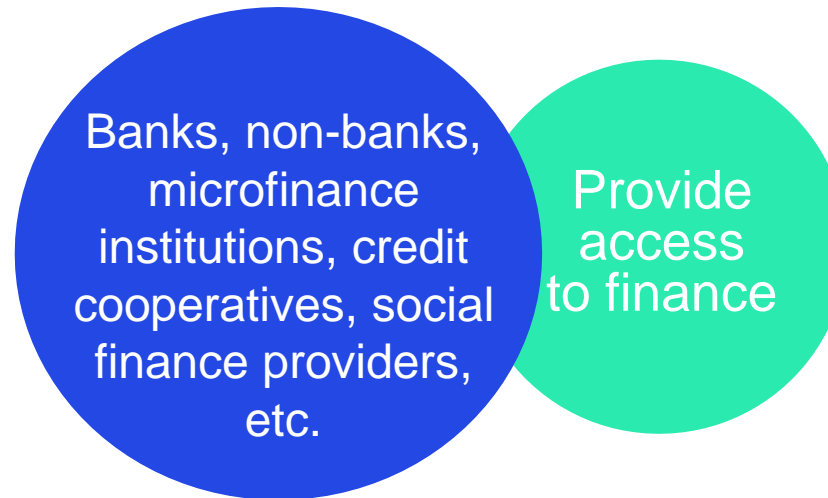 Banks, non-banks,
microfinance
institutions, credit
cooperatives, social
finance providers,
etc.
Provide
access
to finance